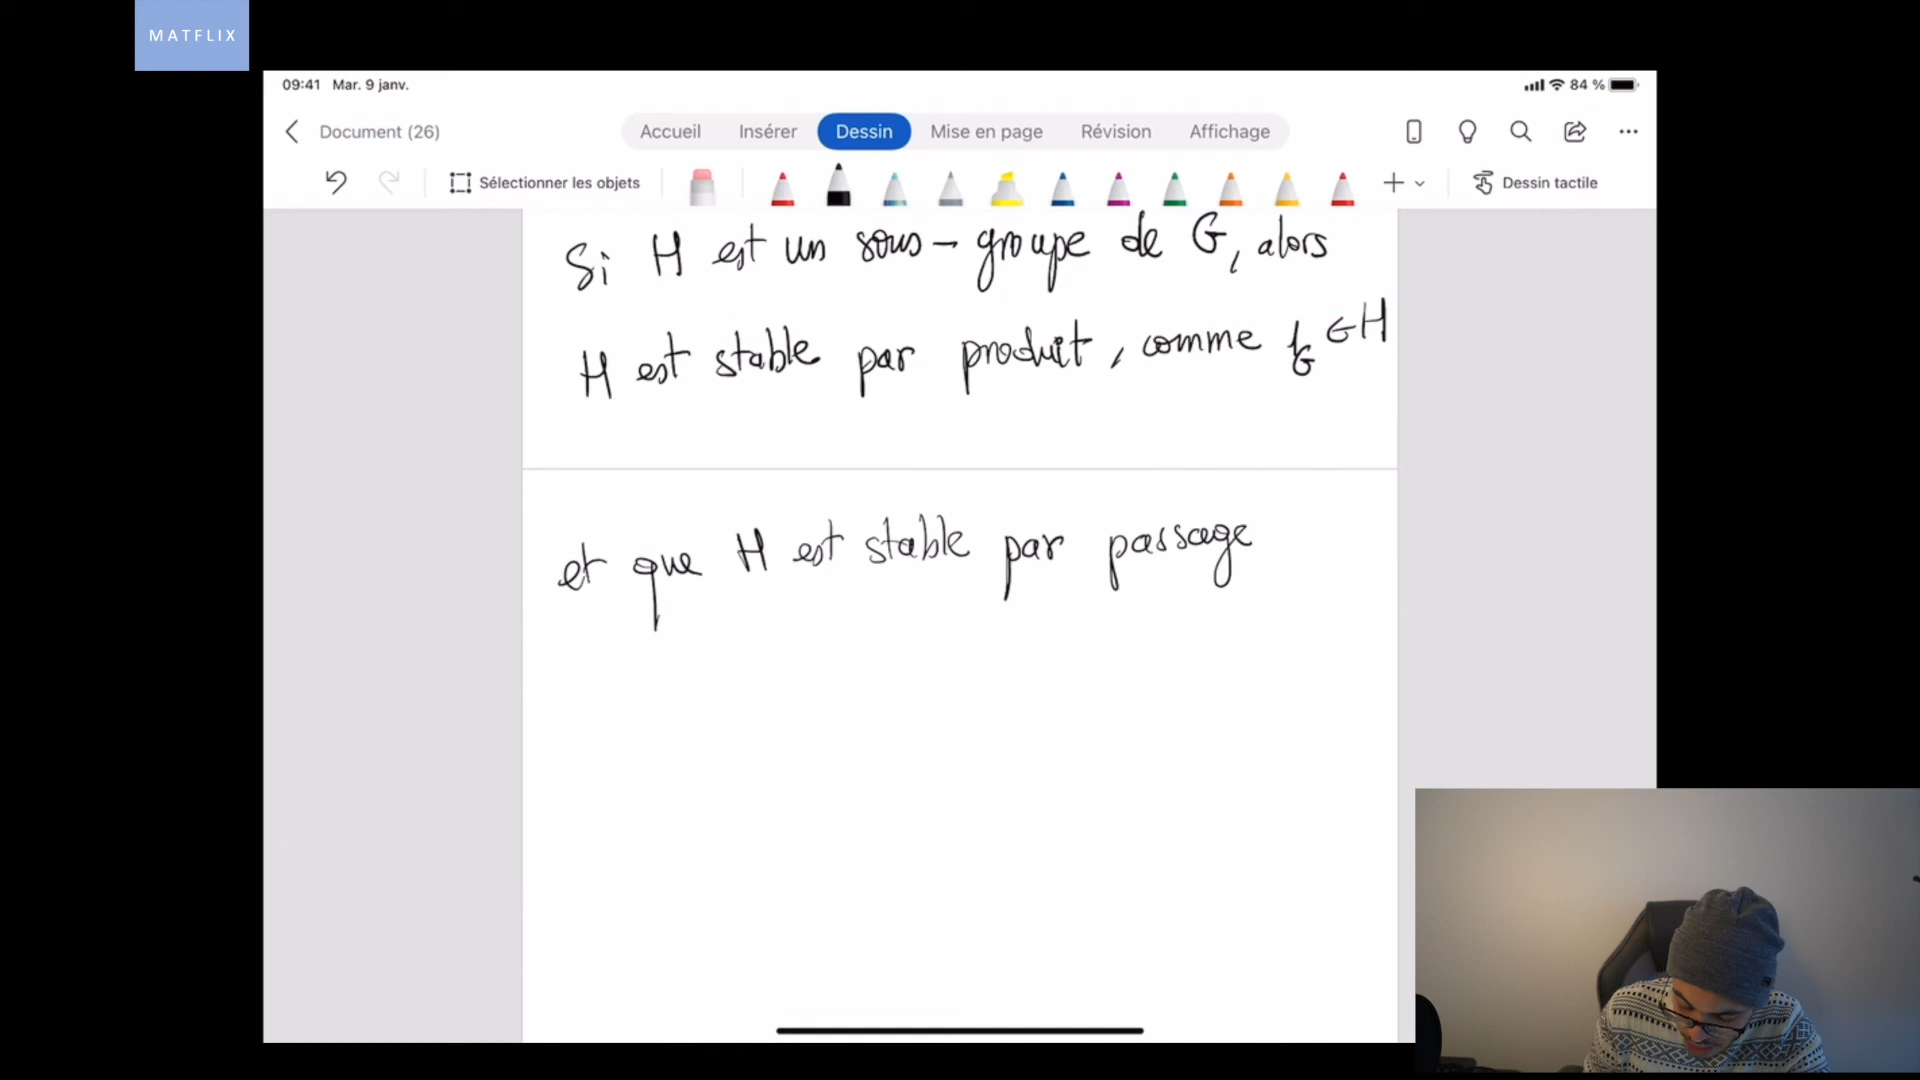 MATFLIX
09:41 Mar. 9 janv.
84 %
Document (26)
Accueil Insérer Dessin Mise en page Révision Affichage
Sélectionner les objets
Dessin tactile
Si H est un sous-groupe de G, alors
H est stable par produit, comme 1_G ∈ H
et que H est stable par passage